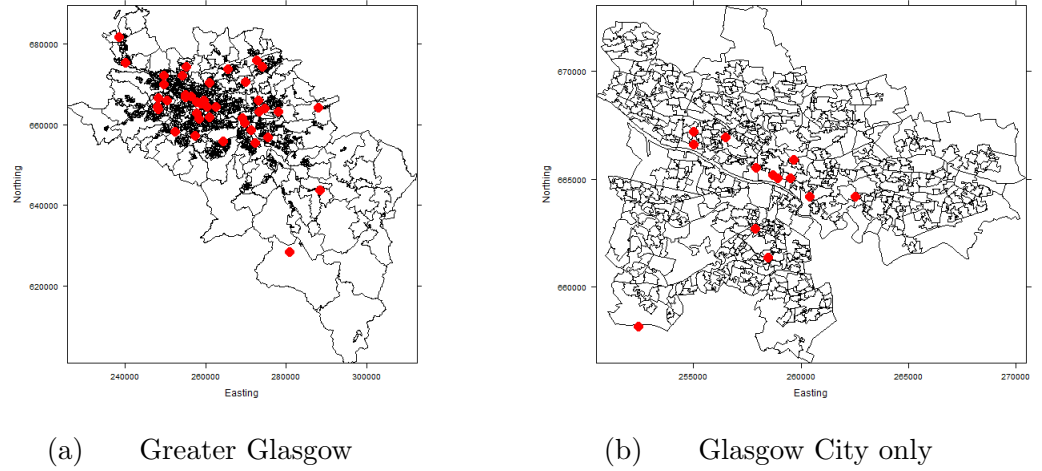 680000
660000
640000
620000
Northing
240000 260000 280000 300000
Easting
670000
665000
660000
Northing
255000 260000 265000 270000
Easting
(a) Greater Glasgow
(b) Glasgow City only